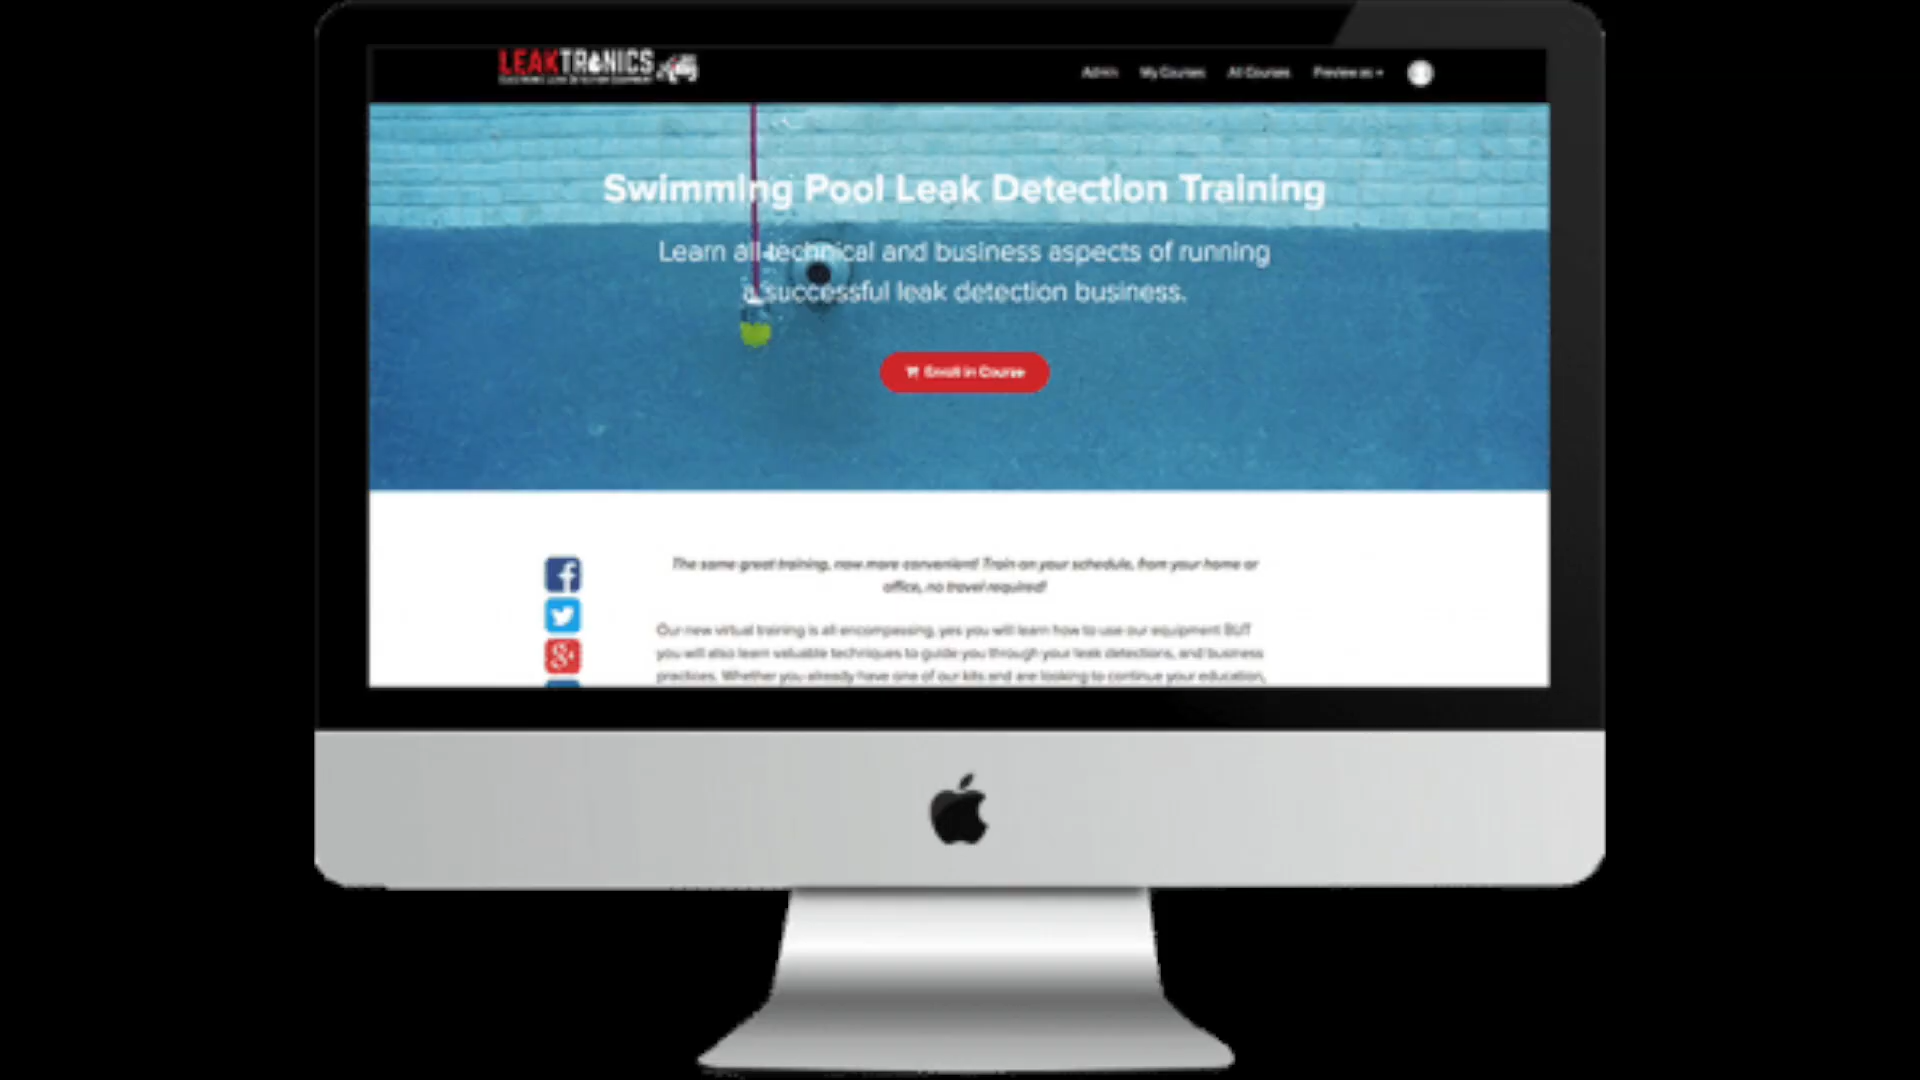 LEAKTRONICS
Admin My Courses All Courses Preview as
Swimming Pool Leak Detection Training
Learn all technical and business aspects of running
a successful leak detection business.
Enroll in Course
The same great training, now more convenient! Train on your schedule, from your home or
office, no travel required!
Our new virtual training is all encompassing, yes you will learn how to use our equipment BUT
you will also learn valuable techniques to guide you through your leak detections, and business
practices. Whether you already have one of our kits and are looking to continue your education,